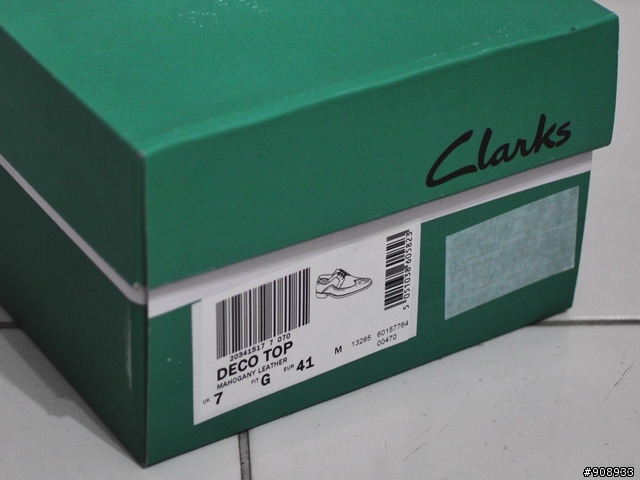 Clarks
20341517 7 070
DECO TOP
MAHOGANY LEATHER
UK 7 FIT G EUR 41 M 13285 60157764
00470
5 051038 605823
#908933